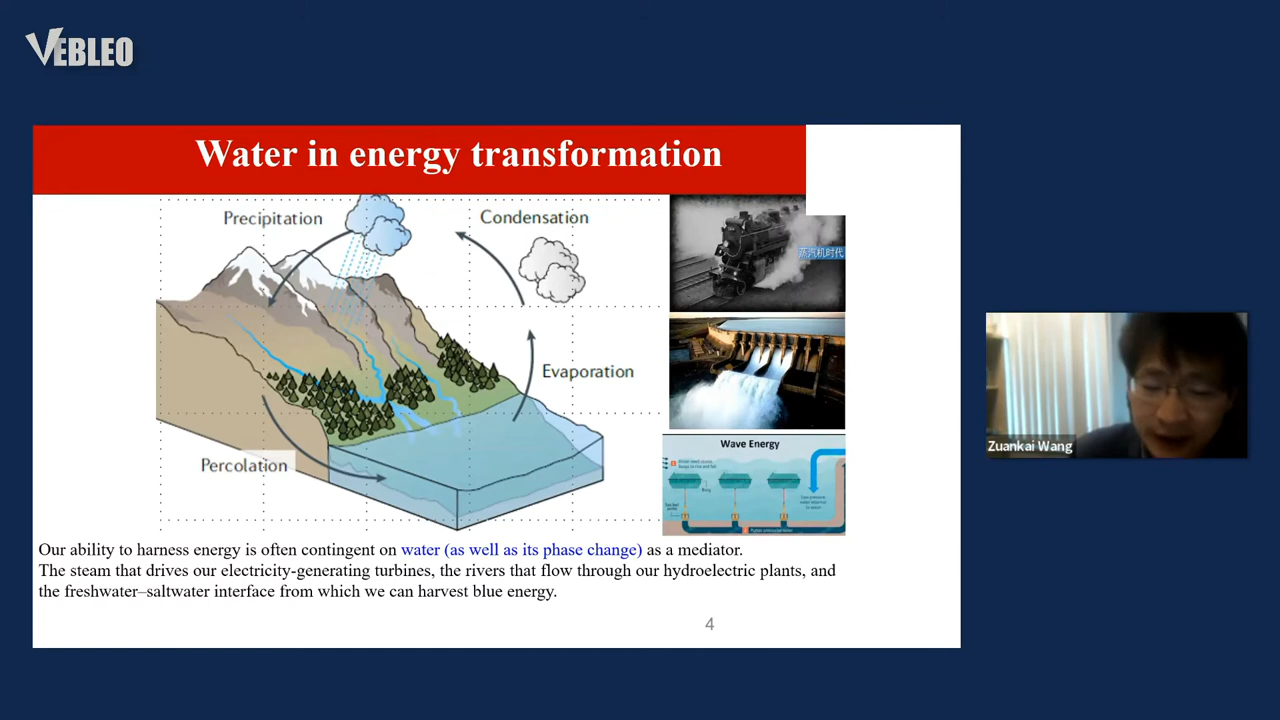 VEBLEO
Water in energy transformation
Precipitation
Condensation
蒸汽机时代
Evaporation
Percolation
Wave Energy
Buoy
Our ability to harness energy is often contingent on water (as well as its phase change) as a mediator.
The steam that drives our electricity-generating turbines, the rivers that flow through our hydroelectric plants, and
the freshwater–saltwater interface from which we can harvest blue energy.
4
Zuankai Wang